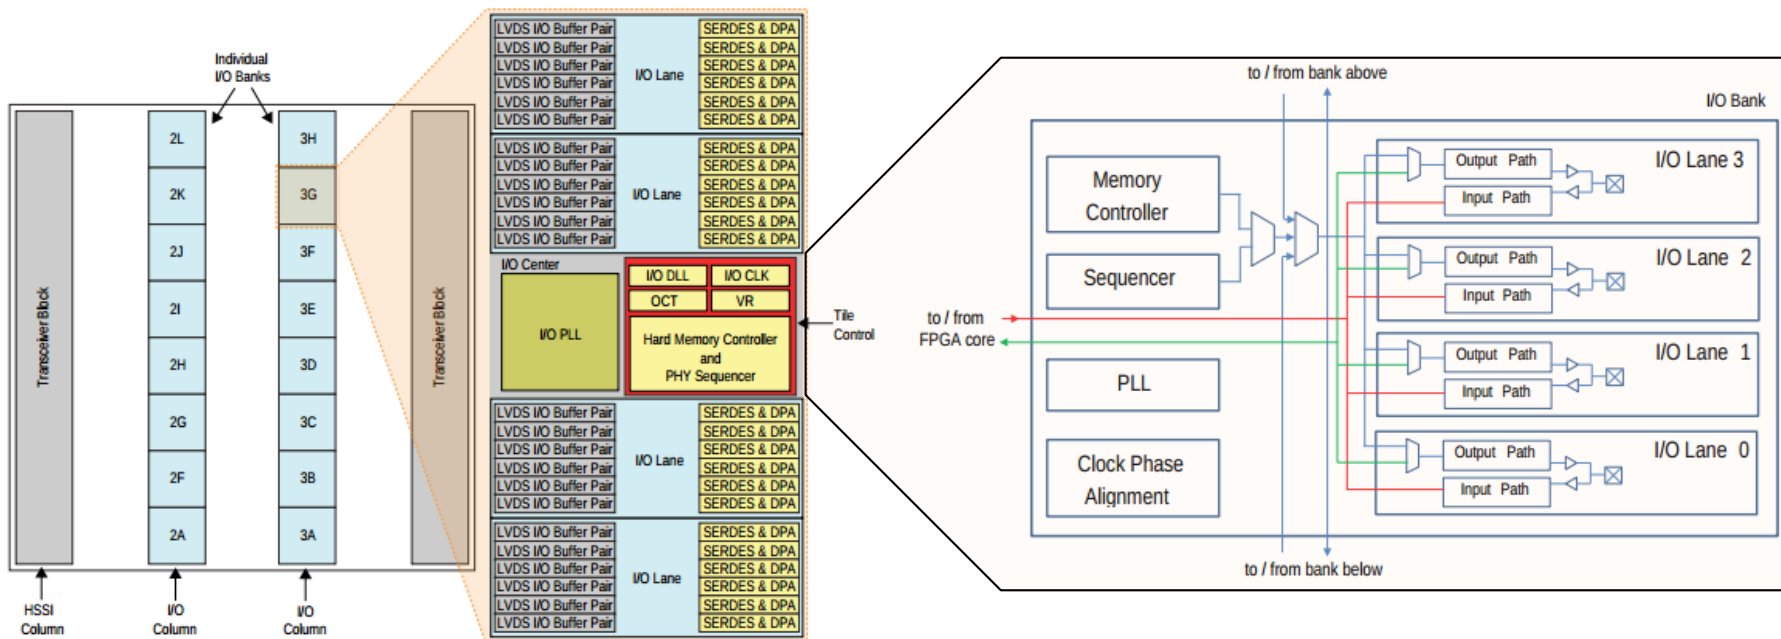 Individual
I/O Banks
Transceiver Block
2L
2K
2J
2I
2H
2G
2F
2A
3H
3G
3F
3E
3D
3C
3B
3A
Transceiver Block
HSSI
Column
I/O
Column
I/O
Column
LVDS I/O Buffer Pair
LVDS I/O Buffer Pair
LVDS I/O Buffer Pair
LVDS I/O Buffer Pair
LVDS I/O Buffer Pair
LVDS I/O Buffer Pair
I/O Lane
SERDES & DPA
SERDES & DPA
SERDES & DPA
SERDES & DPA
SERDES & DPA
SERDES & DPA
LVDS I/O Buffer Pair
LVDS I/O Buffer Pair
LVDS I/O Buffer Pair
LVDS I/O Buffer Pair
LVDS I/O Buffer Pair
LVDS I/O Buffer Pair
I/O Lane
SERDES & DPA
SERDES & DPA
SERDES & DPA
SERDES & DPA
SERDES & DPA
SERDES & DPA
I/O Center
I/O PLL
I/O DLL
I/O CLK
OCT
VR
Hard Memory Controller
and
PHY Sequencer
Tile
Control
LVDS I/O Buffer Pair
LVDS I/O Buffer Pair
LVDS I/O Buffer Pair
LVDS I/O Buffer Pair
LVDS I/O Buffer Pair
LVDS I/O Buffer Pair
I/O Lane
SERDES & DPA
SERDES & DPA
SERDES & DPA
SERDES & DPA
SERDES & DPA
SERDES & DPA
LVDS I/O Buffer Pair
LVDS I/O Buffer Pair
LVDS I/O Buffer Pair
LVDS I/O Buffer Pair
LVDS I/O Buffer Pair
LVDS I/O Buffer Pair
I/O Lane
SERDES & DPA
SERDES & DPA
SERDES & DPA
SERDES & DPA
SERDES & DPA
SERDES & DPA
to / from bank above
I/O Bank
Memory
Controller
Sequencer
to / from
FPGA core
PLL
Clock Phase
Alignment
Output Path
Input Path
I/O Lane 3
Output Path
Input Path
I/O Lane 2
Output Path
Input Path
I/O Lane 1
Output Path
Input Path
I/O Lane 0
to / from bank below